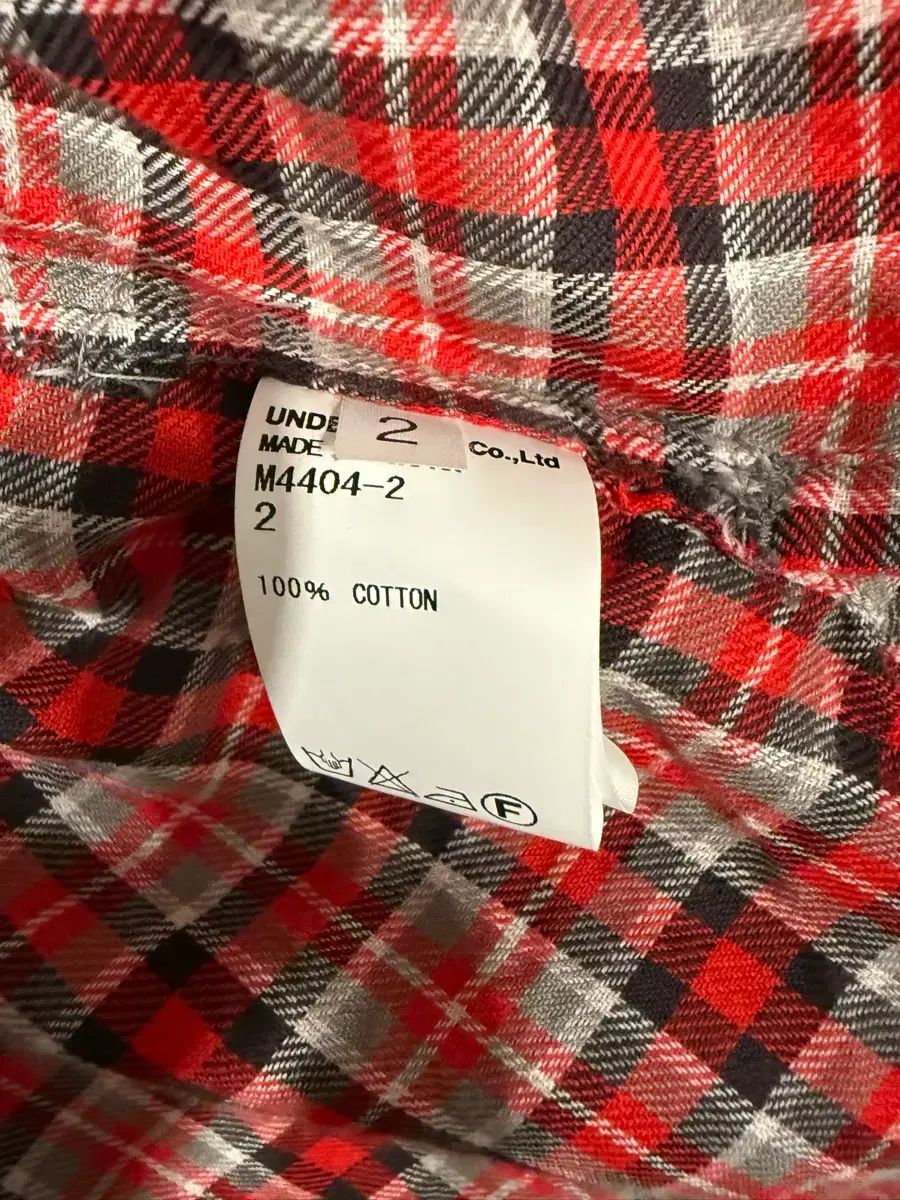 UNDE 2 Co.,Ltd
MADE
M4404-2
2
100% COTTON
F